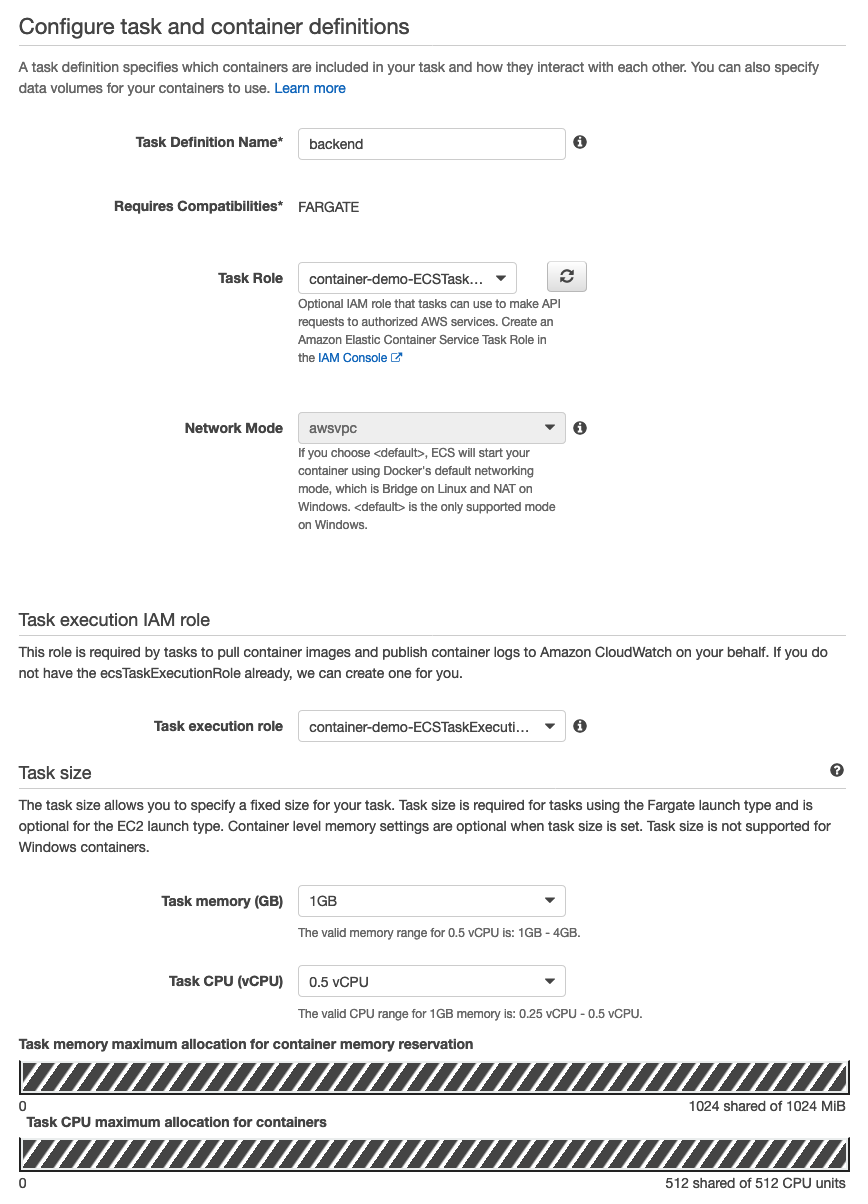 Configure task and container definitions
A task definition specifies which containers are included in your task and how they interact with each other. You can also specify
data volumes for your containers to use. Learn more
Task Definition Name*
backend
Requires Compatibilities*
FARGATE
Task Role
container-demo-ECSTask...
Optional IAM role that tasks can use to make API
requests to authorized AWS services. Create an
Amazon Elastic Container Service Task Role in
the IAM Console
Network Mode
awsvpc
If you choose <default>, ECS will start your
container using Docker's default networking
mode, which is Bridge on Linux and NAT on
Windows. <default> is the only supported mode
on Windows.
Task execution IAM role
This role is required by tasks to pull container images and publish container logs to Amazon CloudWatch on your behalf. If you do
not have the ecsTaskExecutionRole already, we can create one for you.
Task execution role
container-demo-ECSTaskExecuti...
Task size
The task size allows you to specify a fixed size for your task. Task size is required for tasks using the Fargate launch type and is
optional for the EC2 launch type. Container level memory settings are optional when task size is set. Task size is not supported for
Windows containers.
Task memory (GB)
1GB
The valid memory range for 0.5 vCPU is: 1GB - 4GB.
Task CPU (vCPU)
0.5 vCPU
The valid CPU range for 1GB memory is: 0.25 vCPU - 0.5 vCPU.
Task memory maximum allocation for container memory reservation
0
1024 shared of 1024 MiB
Task CPU maximum allocation for containers
0
512 shared of 512 CPU units